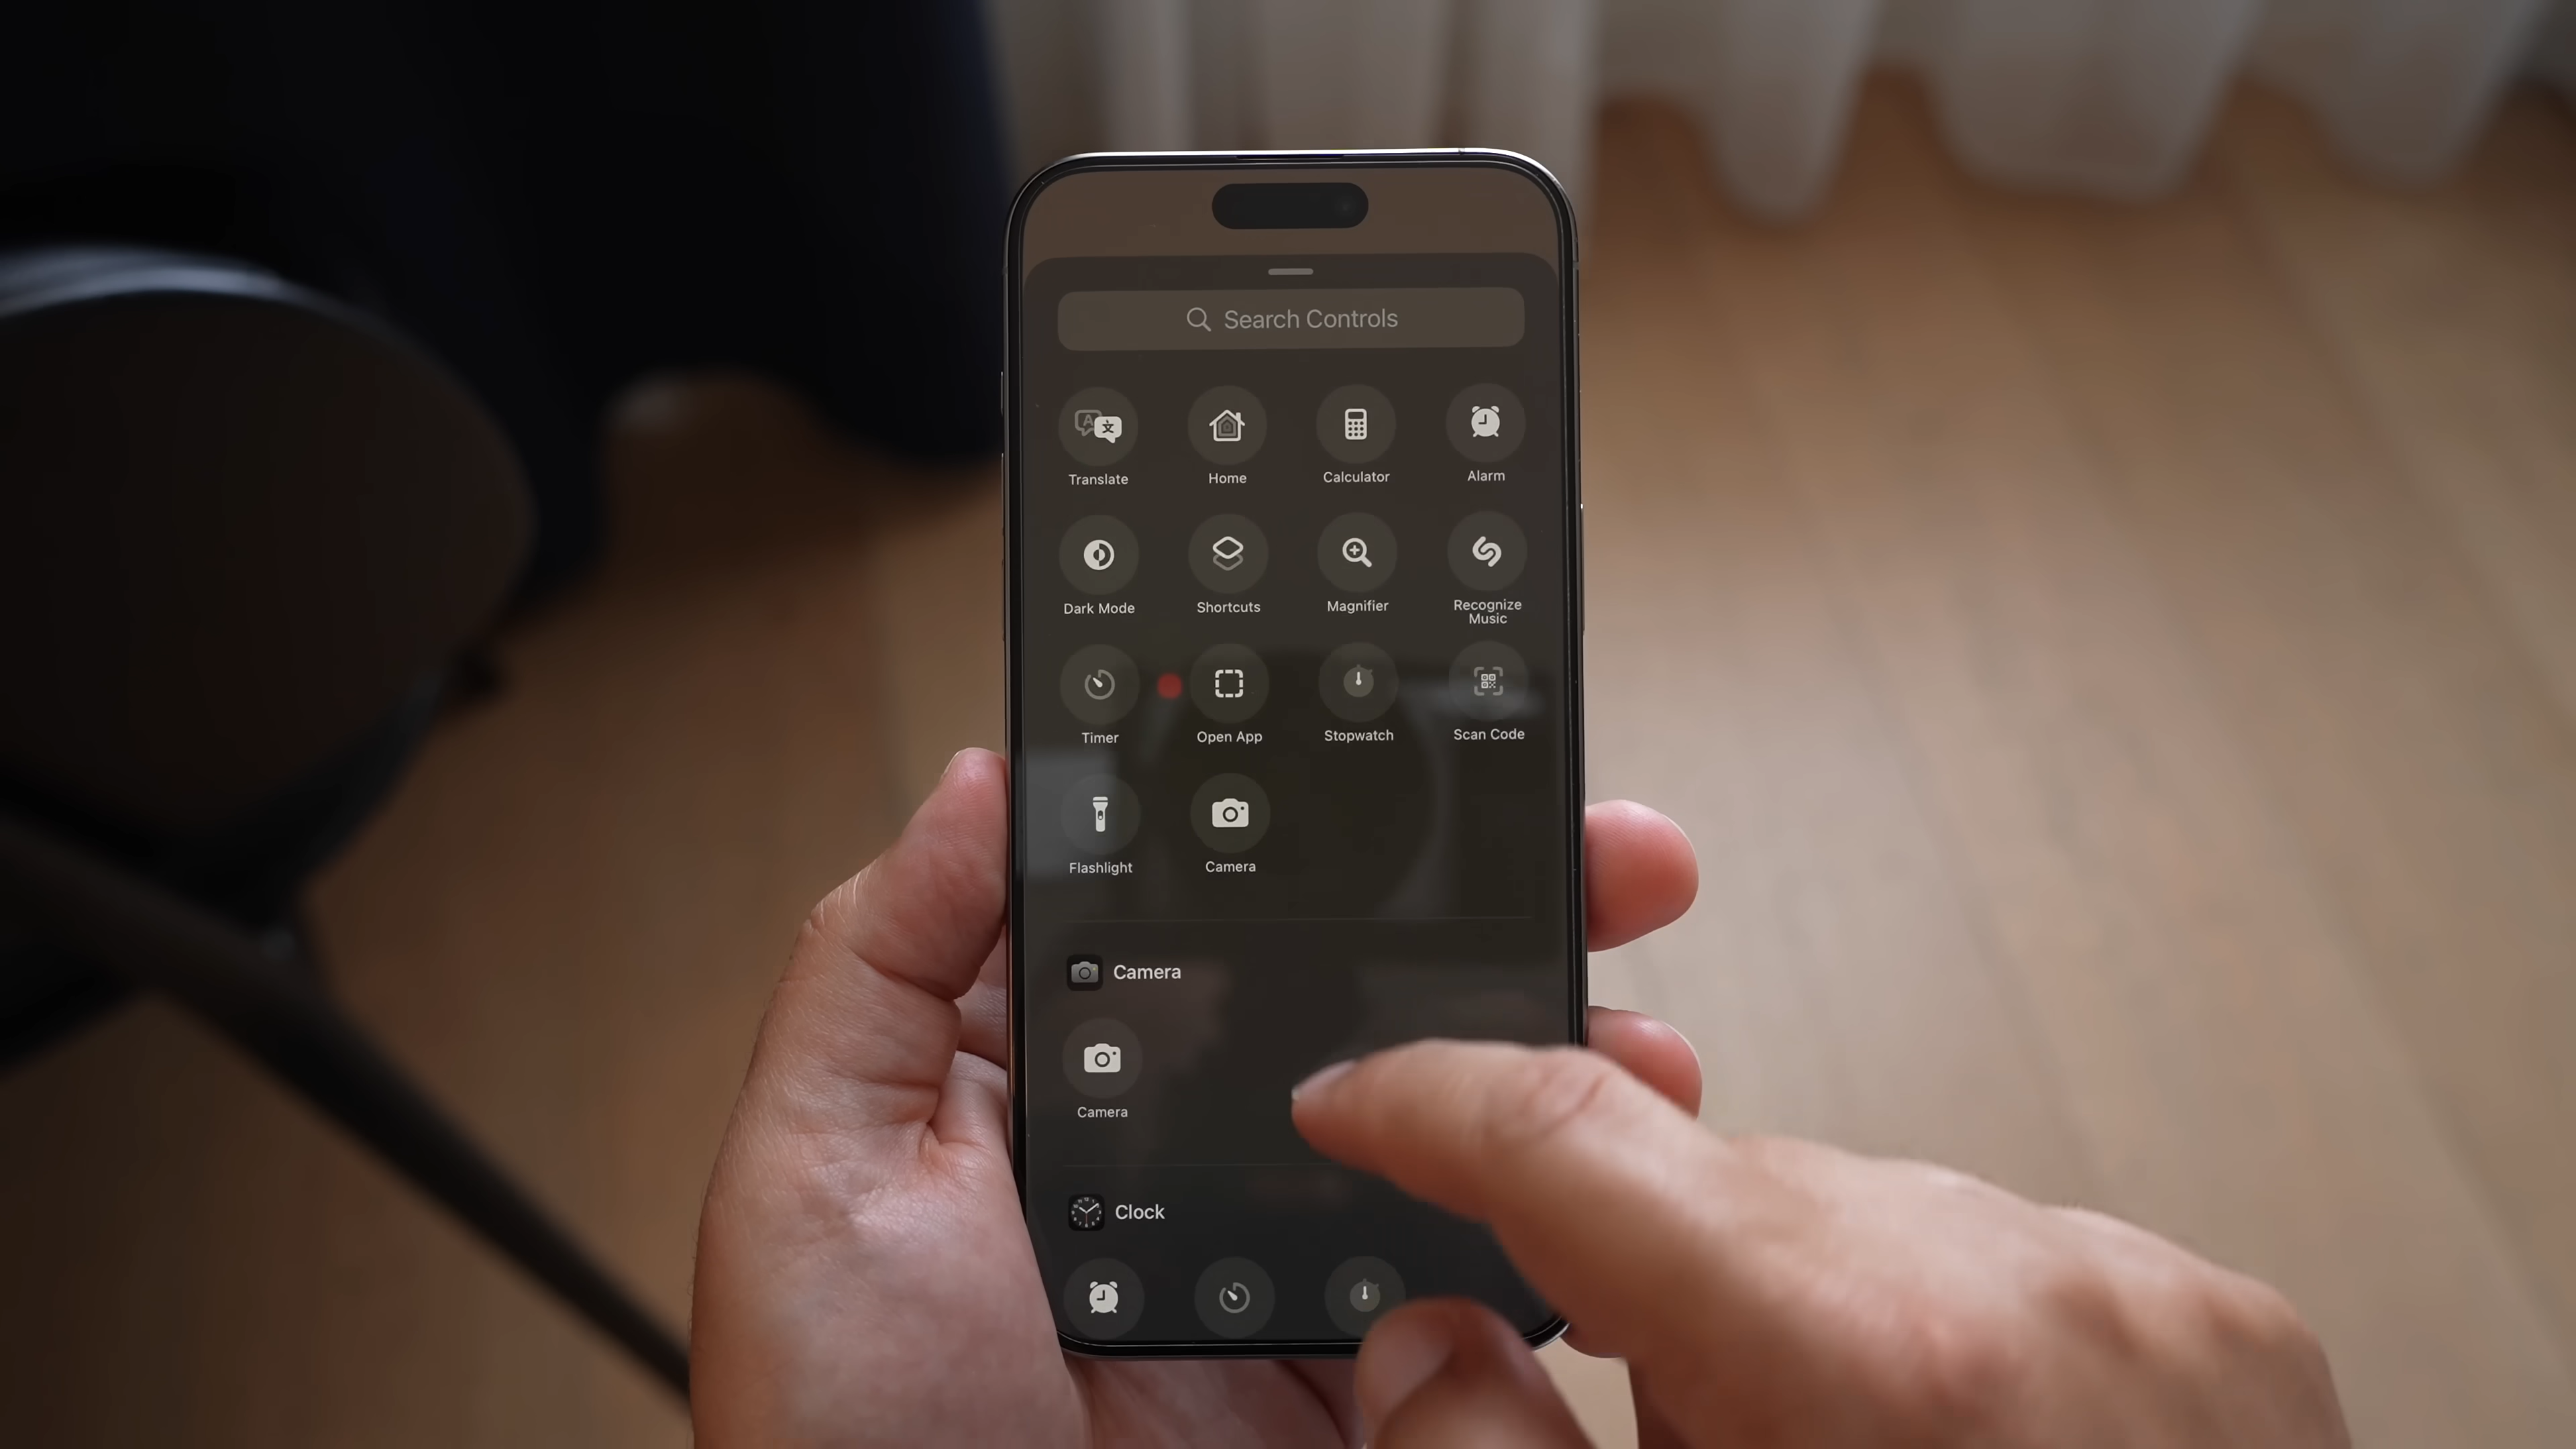 Search Controls
A 文
Translate
Home
Calculator
Alarm
Dark Mode
Shortcuts
Magnifier
Recognize
Music
Timer
Open App
Stopwatch
Scan Code
Flashlight
Camera
Camera
Camera
Clock